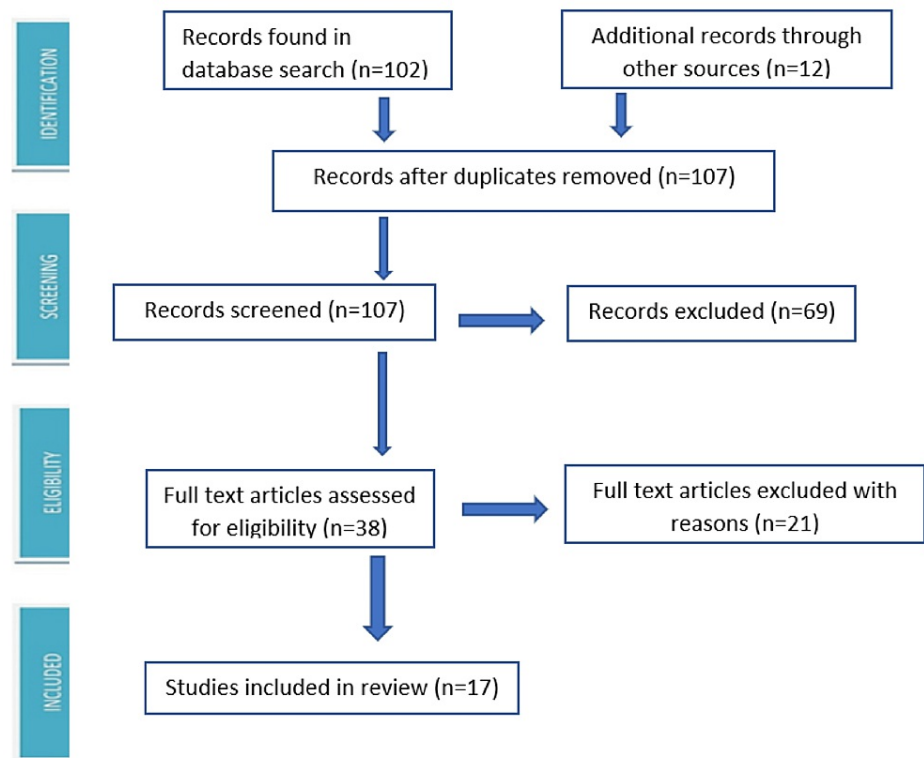 IDENTIFICATION
Records found in
database search (n=102)
Additional records through
other sources (n=12)
Records after duplicates removed (n=107)
SCREENING
Records screened (n=107)
Records excluded (n=69)
ELIGIBILITY
Full text articles assessed
for eligibility (n=38)
Full text articles excluded with
reasons (n=21)
INCLUDED
Studies included in review (n=17)